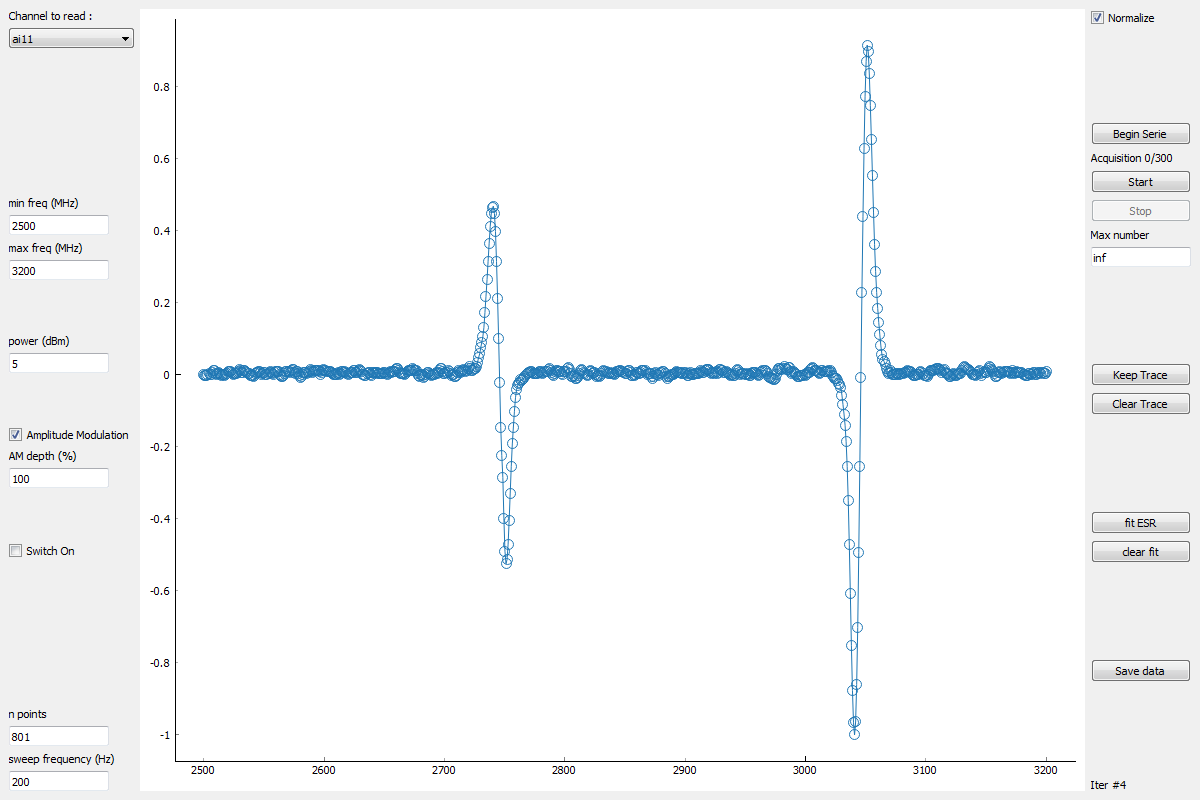 Channel to read :
ai11
min freq (MHz)
2500
max freq (MHz)
3200
power (dBm)
5
Amplitude Modulation
AM depth (%)
100
Switch On
n points
801
sweep frequency (Hz)
200
0.8
0.6
0.4
0.2
0
-0.2
-0.4
-0.6
-0.8
-1
2500 2600 2700 2800 2900 3000 3100 3200
Normalize
Begin Serie
Acquisition 0/300
Start
Stop
Max number
inf
Keep Trace
Clear Trace
fit ESR
clear fit
Save data
Iter #4